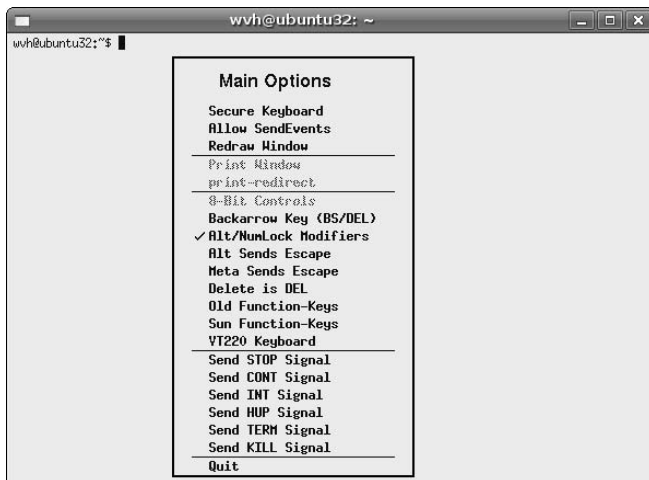 wvh@ubuntu32: ~
wvh@ubuntu32:~$
Main Options
Secure Keyboard
Allow SendEvents
Redraw Window
Print Window
print-redirect
8-Bit Controls
Backarrow Key (BS/DEL)
✓ Alt/NumLock Modifiers
Alt Sends Escape
Meta Sends Escape
Delete is DEL
Old Function-Keys
Sun Function-Keys
VT220 Keyboard
Send STOP Signal
Send CONT Signal
Send INT Signal
Send HUP Signal
Send TERM Signal
Send KILL Signal
Quit